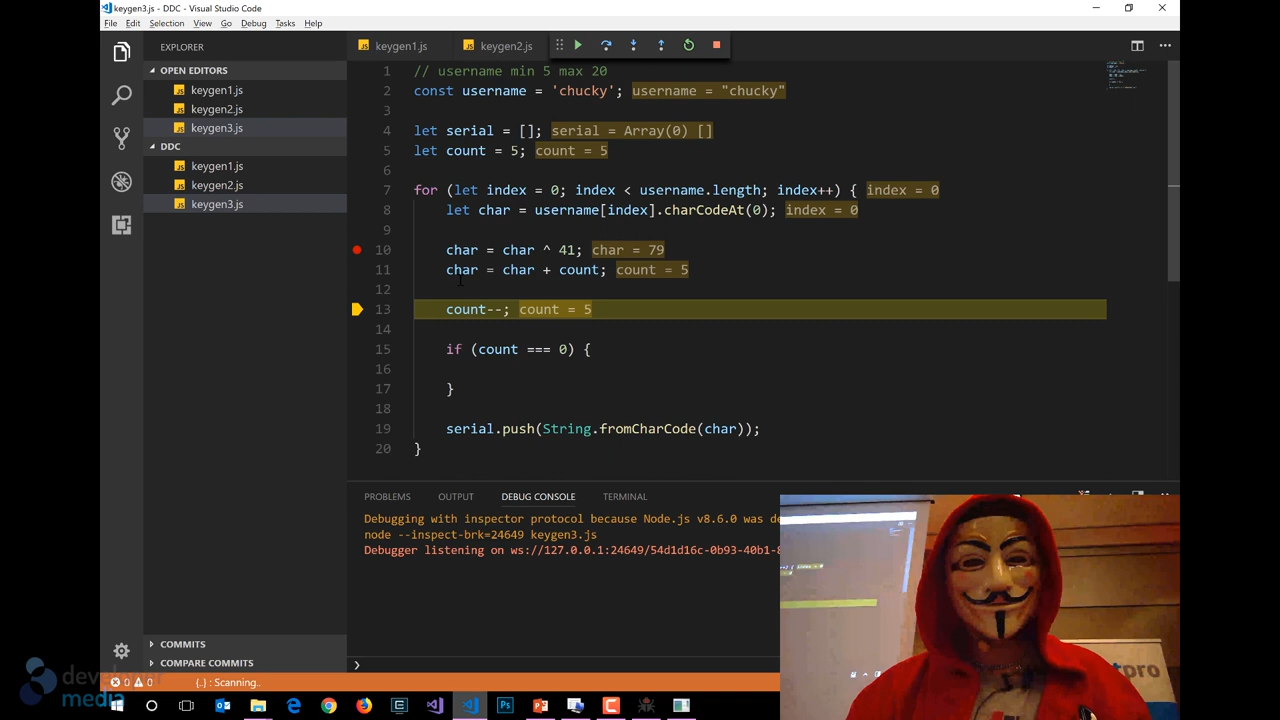 keygen3.js - DDC - Visual Studio Code
File Edit Selection View Go Debug Tasks Help
EXPLORER
OPEN EDITORS
keygen1.js
keygen2.js
keygen3.js
DDC
keygen1.js
keygen2.js
keygen3.js
COMMITS
COMPARE COMMITS
keygen1.js keygen2.js
1 // username min 5 max 20
2 const username = 'chucky'; username = "chucky"
3
4 let serial = []; serial = Array(0) []
5 let count = 5; count = 5
6
7 for (let index = 0; index < username.length; index++) { index = 0
8 let char = username[index].charCodeAt(0); index = 0
9
10 char = char ^ 41; char = 79
11 char = char + count; count = 5
12
13 count--; count = 5
14
15 if (count === 0) {
16
17 }
18
19 serial.push(String.fromCharCode(char));
20 }
PROBLEMS OUTPUT DEBUG CONSOLE TERMINAL
Debugging with inspector protocol because Node.js v8.6.0 was de
node --inspect-brk=24649 keygen3.js
Debugger listening on ws://127.0.0.1:24649/54d1d16c-0b93-40b1-8
0 0 {..} : Scanning..
media
tpro